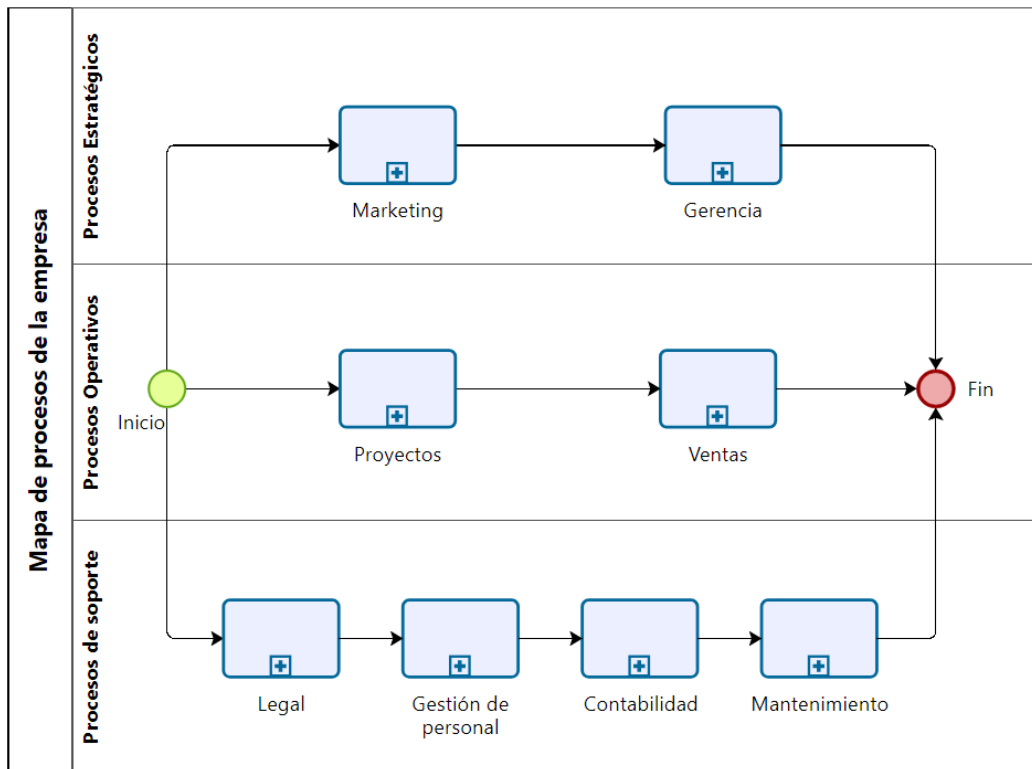 Mapa de procesos de la empresa
Procesos Estratégicos
Marketing
Gerencia
Procesos Operativos
Inicio
Proyectos
Ventas
Fin
Procesos de soporte
Legal
Gestión de
personal
Contabilidad
Mantenimiento